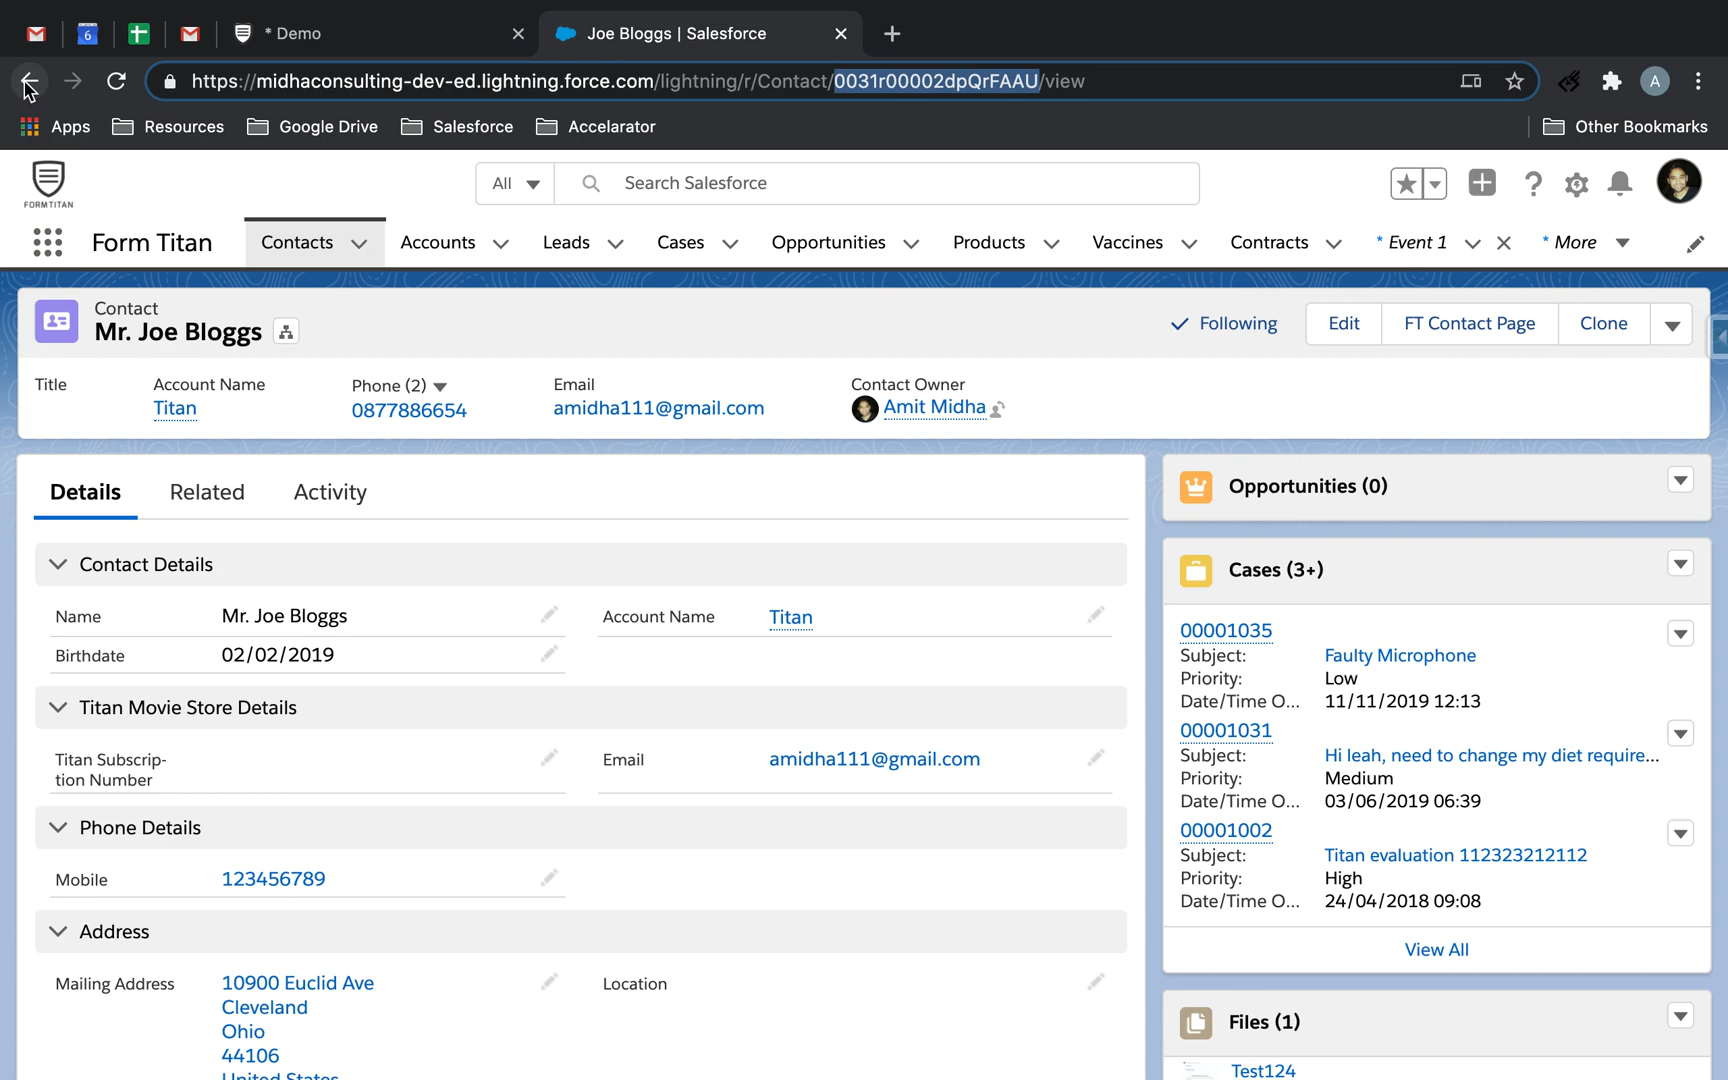 * Demo
Joe Bloggs | Salesforce
https://midhaconsulting-dev-ed.lightning.force.com/lightning/r/Contact/0031r00002dpQrFAAU/view
A
Apps
Resources
Google Drive
Salesforce
Accelarator
Other Bookmarks
FORMTITAN
All
Search Salesforce
Form Titan
Contacts
Accounts
Leads
Cases
Opportunities
Products
Vaccines
Contracts
* Event 1
* More
Contact
Mr. Joe Bloggs
Following
Edit
FT Contact Page
Clone
Title
Account Name
Titan
Phone (2)
0877886654
Email
amidha111@gmail.com
Contact Owner
Amit Midha
Details
Related
Activity
Contact Details
Name
Mr. Joe Bloggs
Account Name
Titan
Birthdate
02/02/2019
Titan Movie Store Details
Titan Subscrip-
tion Number
Email
amidha111@gmail.com
Phone Details
Mobile
123456789
Address
Mailing Address
10900 Euclid Ave
Cleveland
Ohio
44106
United States
Location
Opportunities (0)
Cases (3+)
00001035
Subject: Faulty Microphone
Priority: Low
Date/Time O... 11/11/2019 12:13
00001031
Subject: Hi leah, need to change my diet require...
Priority: Medium
Date/Time O... 03/06/2019 06:39
00001002
Subject: Titan evaluation 112323212112
Priority: High
Date/Time O... 24/04/2018 09:08
View All
Files (1)
Test124